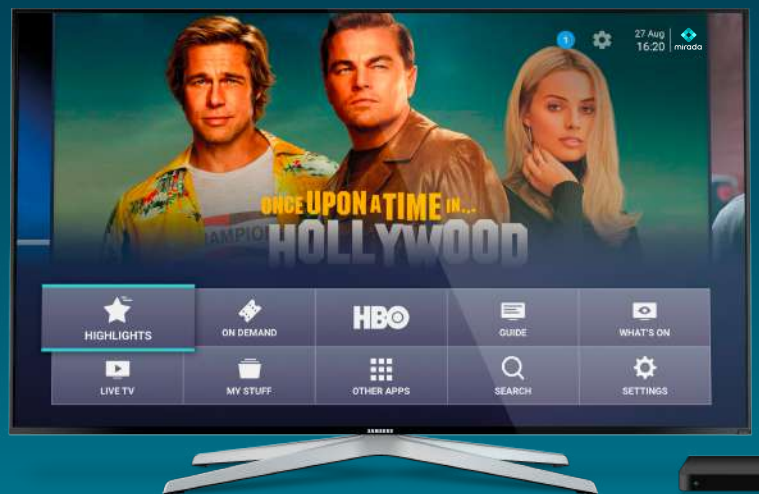 1
27 Aug
16:20
mirada
ONCE UPON A TIME IN...
HOLLYWOOD
CHAMPION
HIGHLIGHTS
ON DEMAND
HBO
GUIDE
WHAT'S ON
LIVE TV
MY STUFF
OTHER APPS
SEARCH
SETTINGS
SAMSUNG